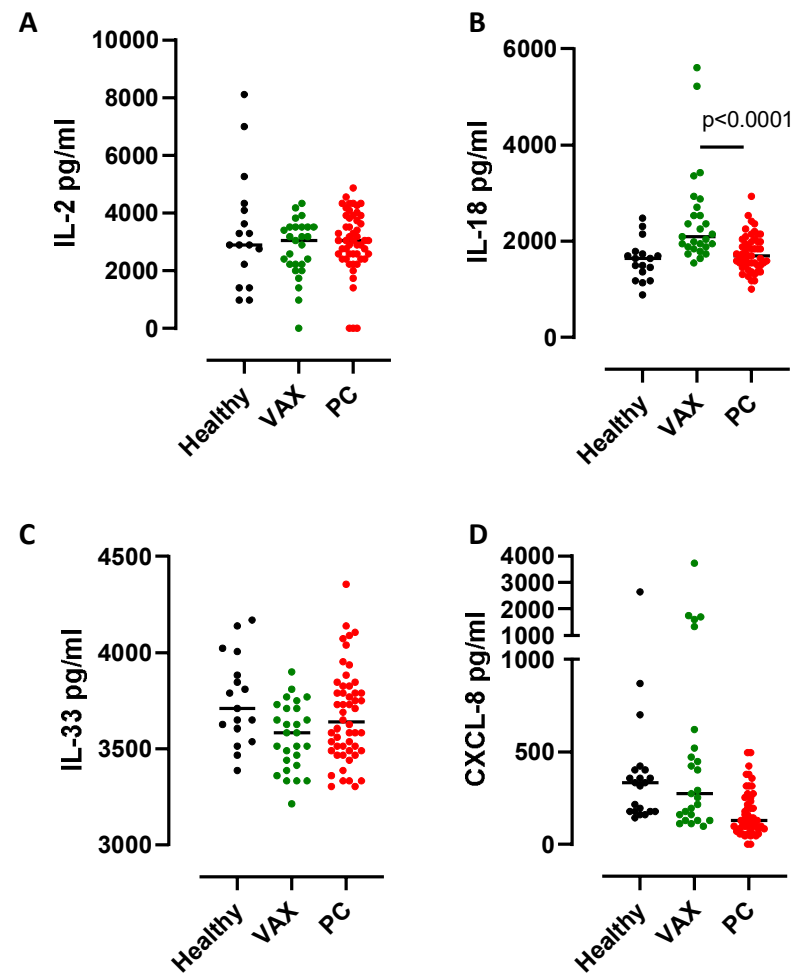 A
IL-2 pg/ml
10000
8000
6000
4000
2000
0
Healthy
VAX
PC
B
IL-18 pg/ml
6000
4000
2000
0
p<0.0001
Healthy
VAX
PC
C
IL-33 pg/ml
4500
4000
3500
3000
Healthy
VAX
PC
D
CXCL-8 pg/ml
4000
3000
2000
1000
1000
500
0
Healthy
VAX
PC